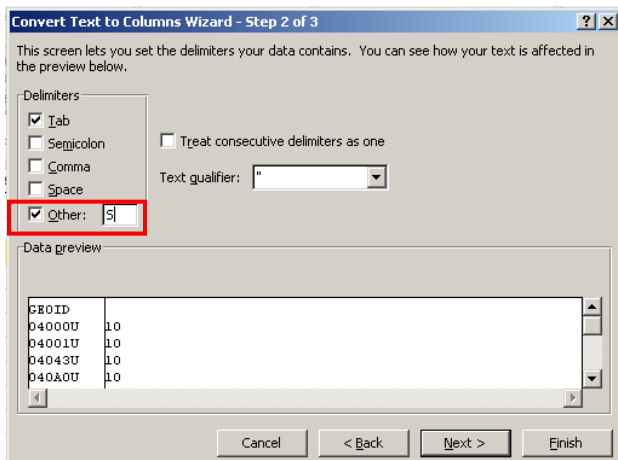 Convert Text to Columns Wizard - Step 2 of 3
This screen lets you set the delimiters your data contains. You can see how your text is affected in
the preview below.
Delimiters
Tab
Semicolon
Comma
Space
Other: S
Treat consecutive delimiters as one
Text qualifier: "
Data preview
GEOID
04000U 10
04001U 10
04043U 10
040A0U 10
Cancel < Back Next > Finish